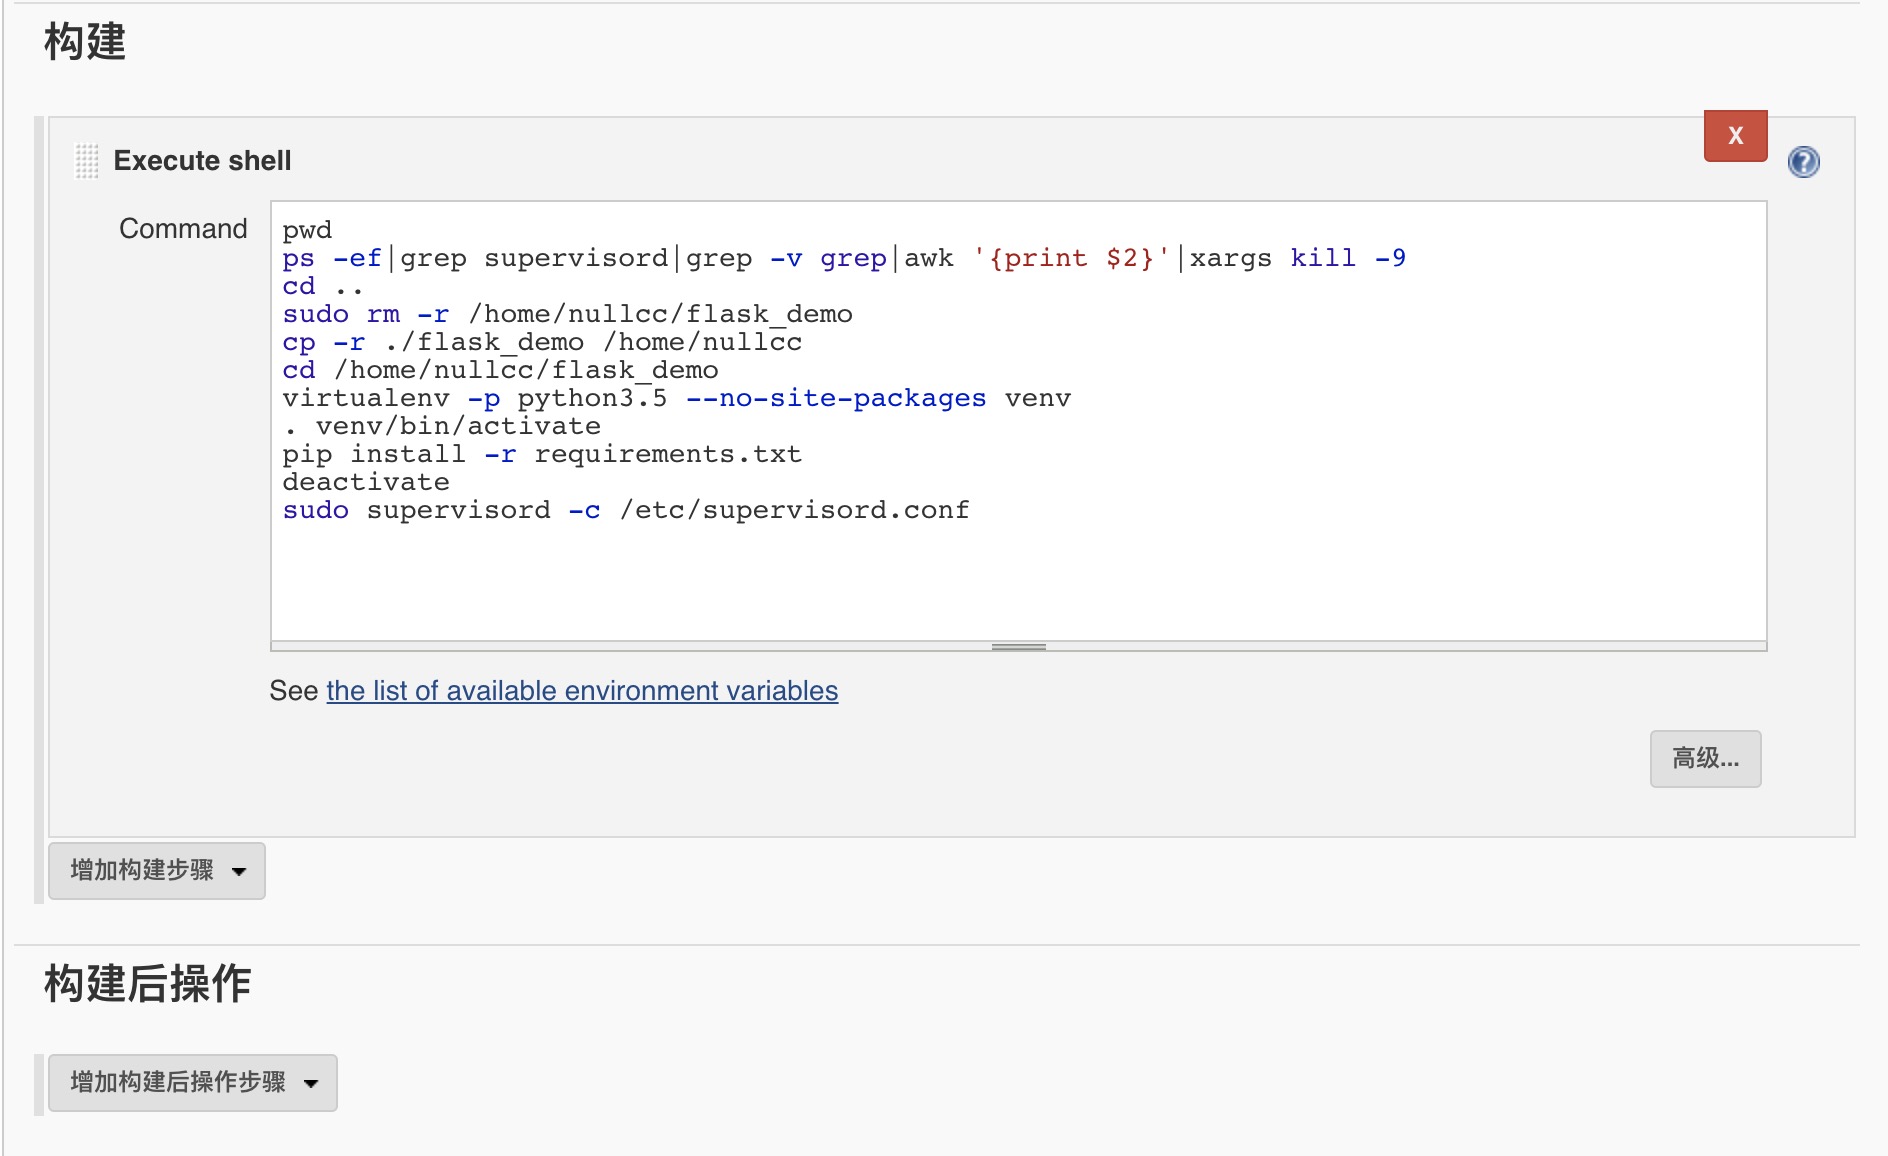 构建
X
Execute shell
?
Command
pwd
ps -ef|grep supervisord|grep -v grep|awk '{print $2}'|xargs kill -9
cd ..
sudo rm -r /home/nullcc/flask_demo
cp -r ./flask_demo /home/nullcc
cd /home/nullcc/flask_demo
virtualenv -p python3.5 --no-site-packages venv
. venv/bin/activate
pip install -r requirements.txt
deactivate
sudo supervisord -c /etc/supervisord.conf
See the list of available environment variables
高级...
增加构建步骤
构建后操作
增加构建后操作步骤